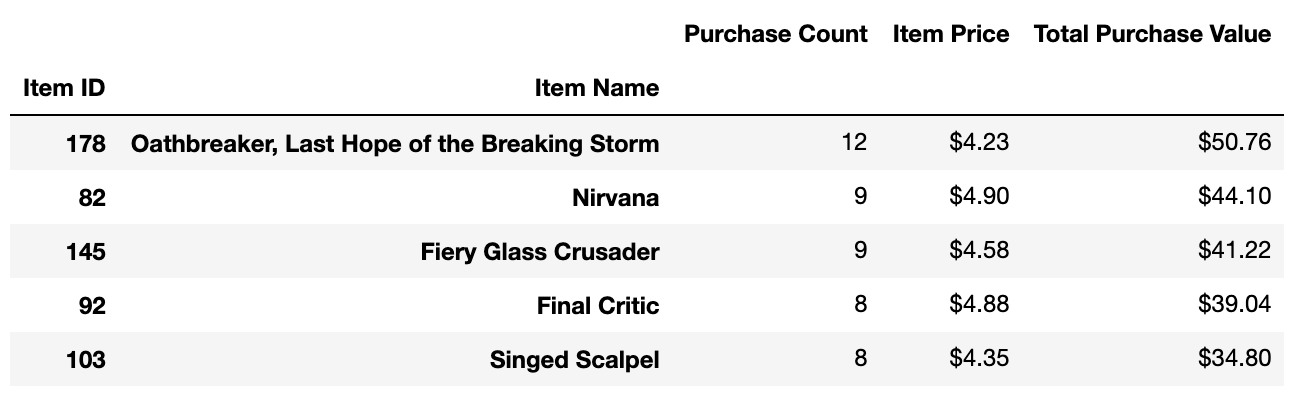 Purchase Count Item Price Total Purchase Value
Item ID Item Name
178 Oathbreaker, Last Hope of the Breaking Storm 12 $4.23 $50.76
82 Nirvana 9 $4.90 $44.10
145 Fiery Glass Crusader 9 $4.58 $41.22
92 Final Critic 8 $4.88 $39.04
103 Singed Scalpel 8 $4.35 $34.80